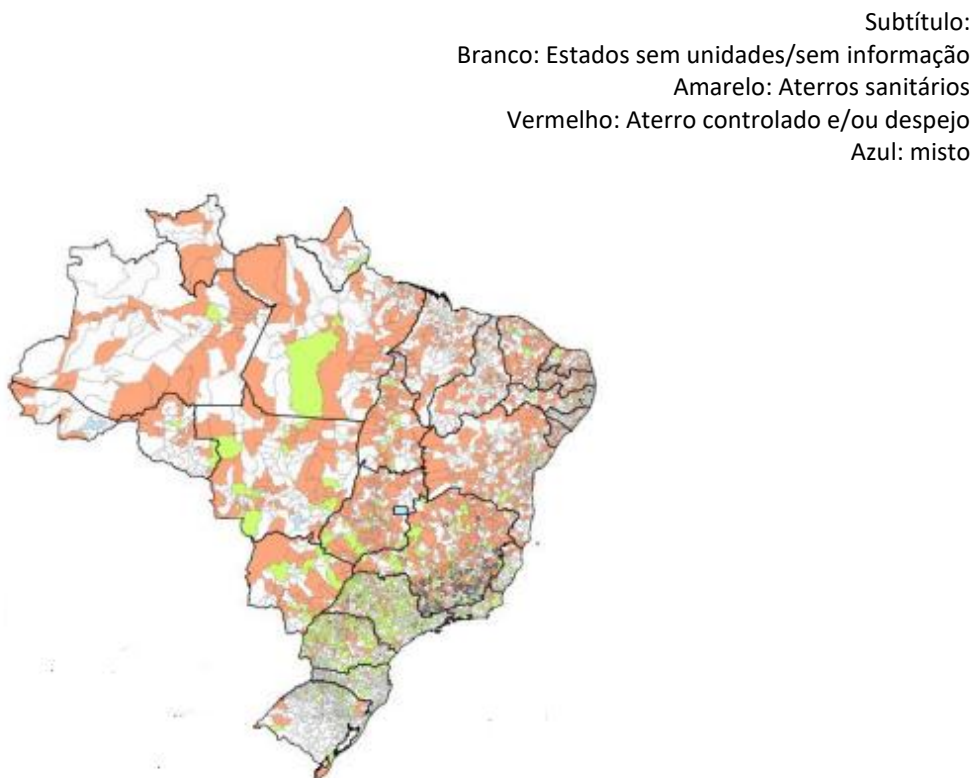 Subtítulo:
Branco: Estados sem unidades/sem informação
Amarelo: Aterros sanitários
Vermelho: Aterro controlado e/ou despejo
Azul: misto